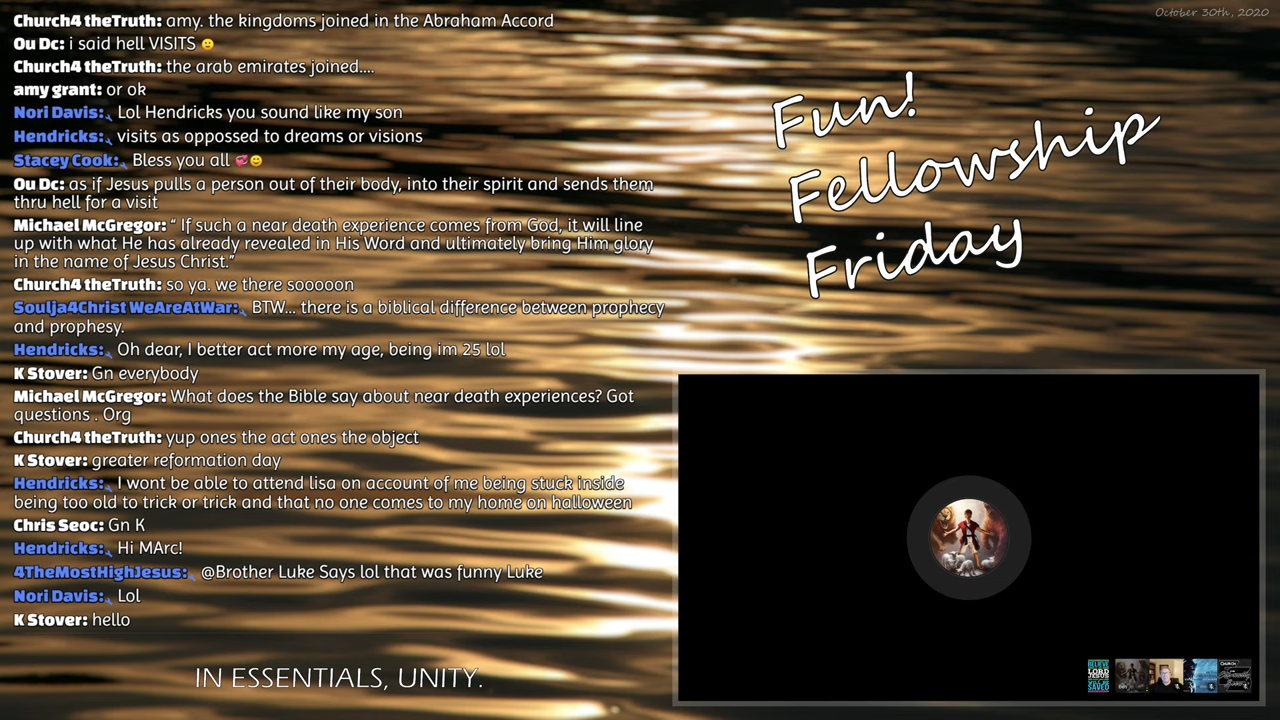 October 30th, 2020
Church4 theTruth: amy. the kingdoms joined in the Abraham Accord
Ou Dc: i said hell VISITS 🙂
Church4 theTruth: the arab emirates joined....
amy grant: or ok
Nori Davis: Lol Hendricks you sound like my son
Hendricks: visits as oppossed to dreams or visions
Stacey Cook: Bless you all 💞😊
Ou Dc: as if Jesus pulls a person out of their body, into their spirit and sends them
thru hell for a visit
Michael McGregor: “ If such a near death experience comes from God, it will line
up with what He has already revealed in His Word and ultimately bring Him glory
in the name of Jesus Christ.”
Church4 theTruth: so ya. we there sooooon
Soulja4Christ WeAreAtWar: BTW... there is a biblical difference between prophecy
and prophesy.
Hendricks: Oh dear, I better act more my age, being im 25 lol
K Stover: Gn everybody
Michael McGregor: What does the Bible say about near death experiences? Got
questions . Org
Church4 theTruth: yup ones the act ones the object
K Stover: greater reformation day
Hendricks: I wont be able to attend lisa on account of me being stuck inside
being too old to trick or trick and that no one comes to my home on halloween
Chris Seoc: Gn K
Hendricks: Hi MArc!
4TheMostHighJesus: @Brother Luke Says lol that was funny Luke
Nori Davis: Lol
K Stover: hello
IN ESSENTIALS, UNITY.
Fun!
Fellowship
Friday
BELIEVE
LORD
JESUS
SAVED
CHURCH